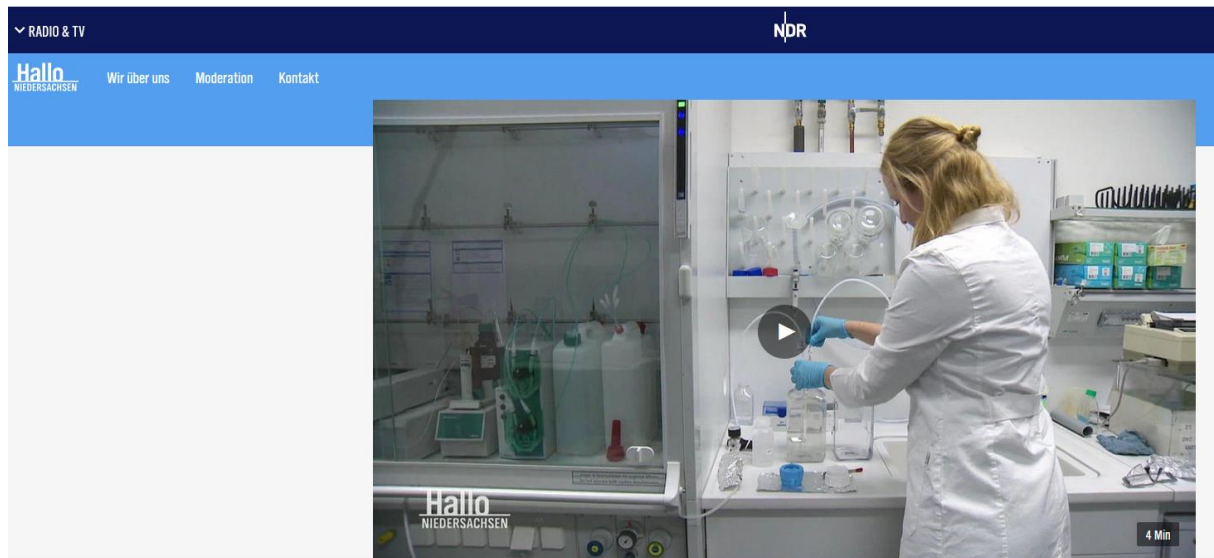 RADIO & TV
NDR
Hallo
NIEDERSACHSEN
Wir über uns Moderation Kontakt
Hallo
NIEDERSACHSEN
4 Min